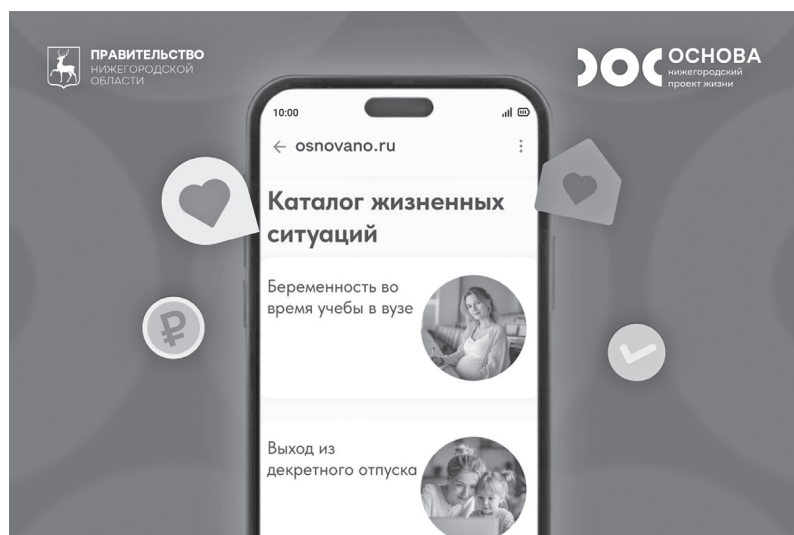 ПРАВИТЕЛЬСТВО
НИЖЕГОРОДСКОЙ
ОБЛАСТИ
ОСНОВА
нижегородский
проект жизни
10:00
osnovano.ru
Каталог жизненных
ситуаций
Беременность во
время учебы в вузе
Выход из
декретного отпуска